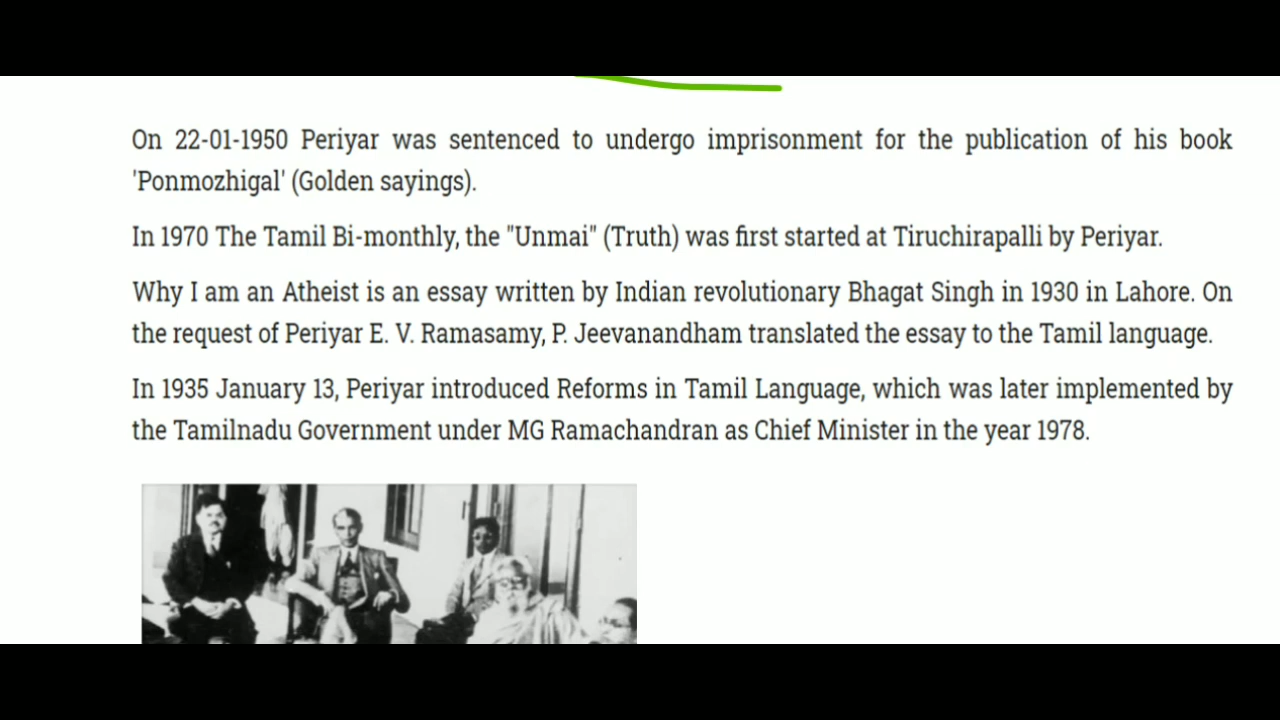 On 22-01-1950 Periyar was sentenced to undergo imprisonment for the publication of his book
'Ponmozhigal' (Golden sayings).
In 1970 The Tamil Bi-monthly, the "Unmai" (Truth) was first started at Tiruchirapalli by Periyar.
Why I am an Atheist is an essay written by Indian revolutionary Bhagat Singh in 1930 in Lahore. On
the request of Periyar E. V. Ramasamy, P. Jeevanandham translated the essay to the Tamil language.
In 1935 January 13, Periyar introduced Reforms in Tamil Language, which was later implemented by
the Tamilnadu Government under MG Ramachandran as Chief Minister in the year 1978.